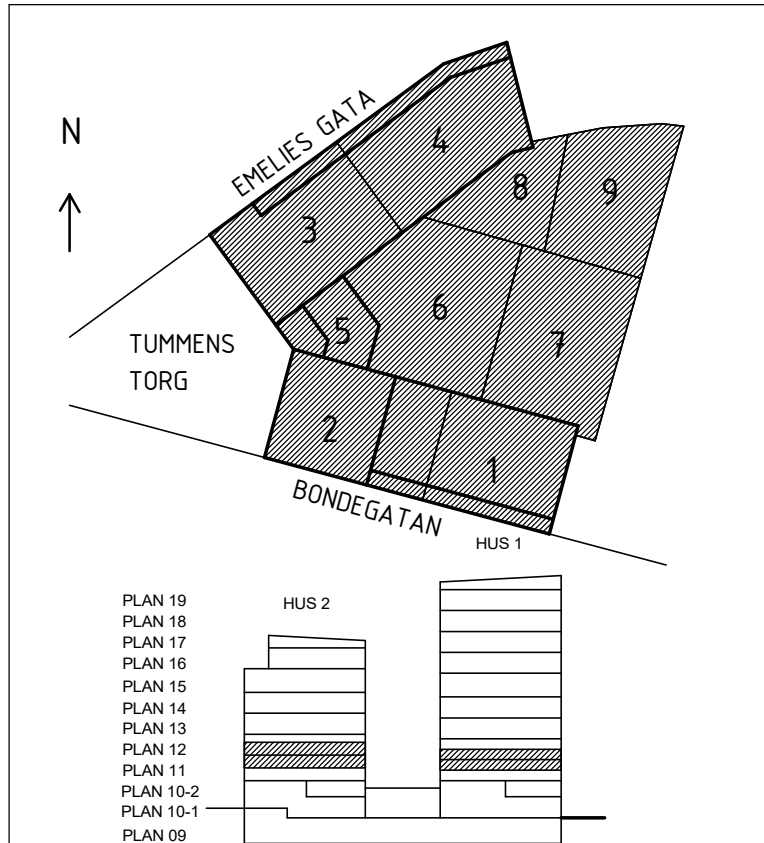 N
EMELIES GATA
4
3
8
9
6
5
7
TUMMENS
TORG
2
1
BONDEGATAN
HUS 1
HUS 2
PLAN 19
PLAN 18
PLAN 17
PLAN 16
PLAN 15
PLAN 14
PLAN 13
PLAN 12
PLAN 11
PLAN 10-2
PLAN 10-1
PLAN 09